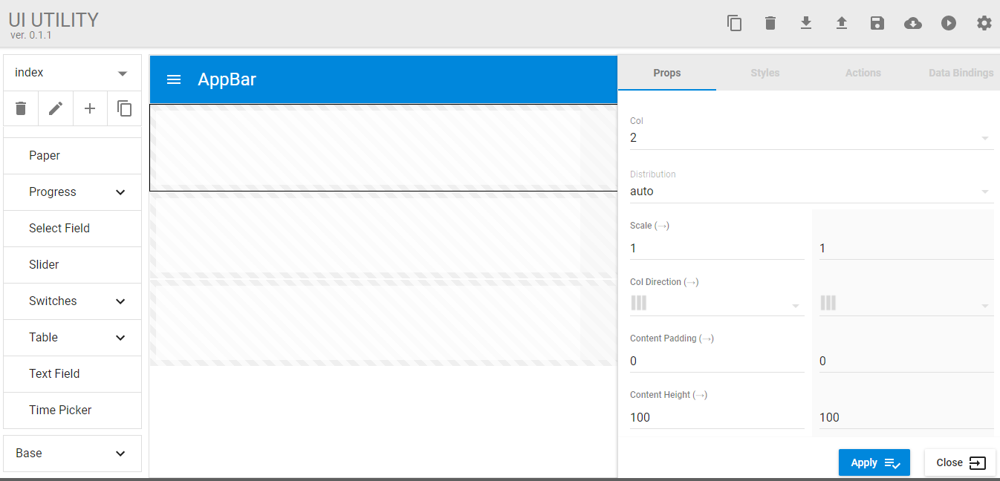 UI UTILITY
ver. 0.1.1
index
Paper
Progress
Select Field
Slider
Switches
Table
Text Field
Time Picker
Base
AppBar
Props Styles Actions Data Bindings
Col
2
Distribution
auto
Scale (→)
1 1
Col Direction (→)
Content Padding (→)
0 0
Content Height (→)
100 100
Apply Close